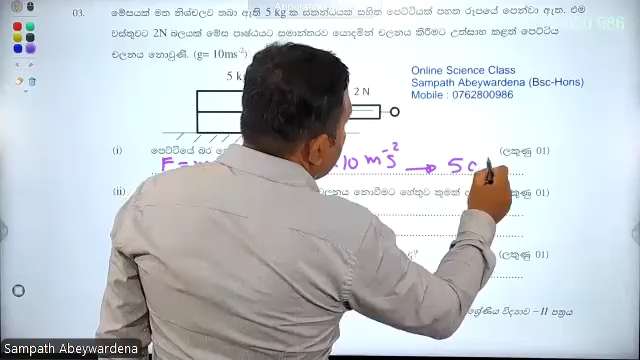 03. මේසයක් මත නිශ්චලව තබා ඇති 5 kg ක ස්කන්ධයක් සහිත පෙට්ටියක් පහත රූපයේ පෙන්වා ඇත. එම
වස්තුවට 2N බලයක් මේස පෘෂ්ඨයට සමාන්තරව යොදමින් චලනය කිරීමට උත්සාහ කළත් පෙට්ටිය
චලනය නොවුණි. (g= 10ms⁻²)
Online Science Class
Sampath Abeywardena (Bsc-Hons)
Mobile : 0762800986
5 k
2 N
(i) පෙට්ටියේ බර (ලකුණු 01)
F = 10 ms⁻² → 5
(ii) චලනය නොවීමට හේතුව කුමක් (ලකුණු 01)
(ලකුණු 01)
ශ්‍රේණිය විද්‍යාව – II පත්‍රය
Sampath Abeywardena